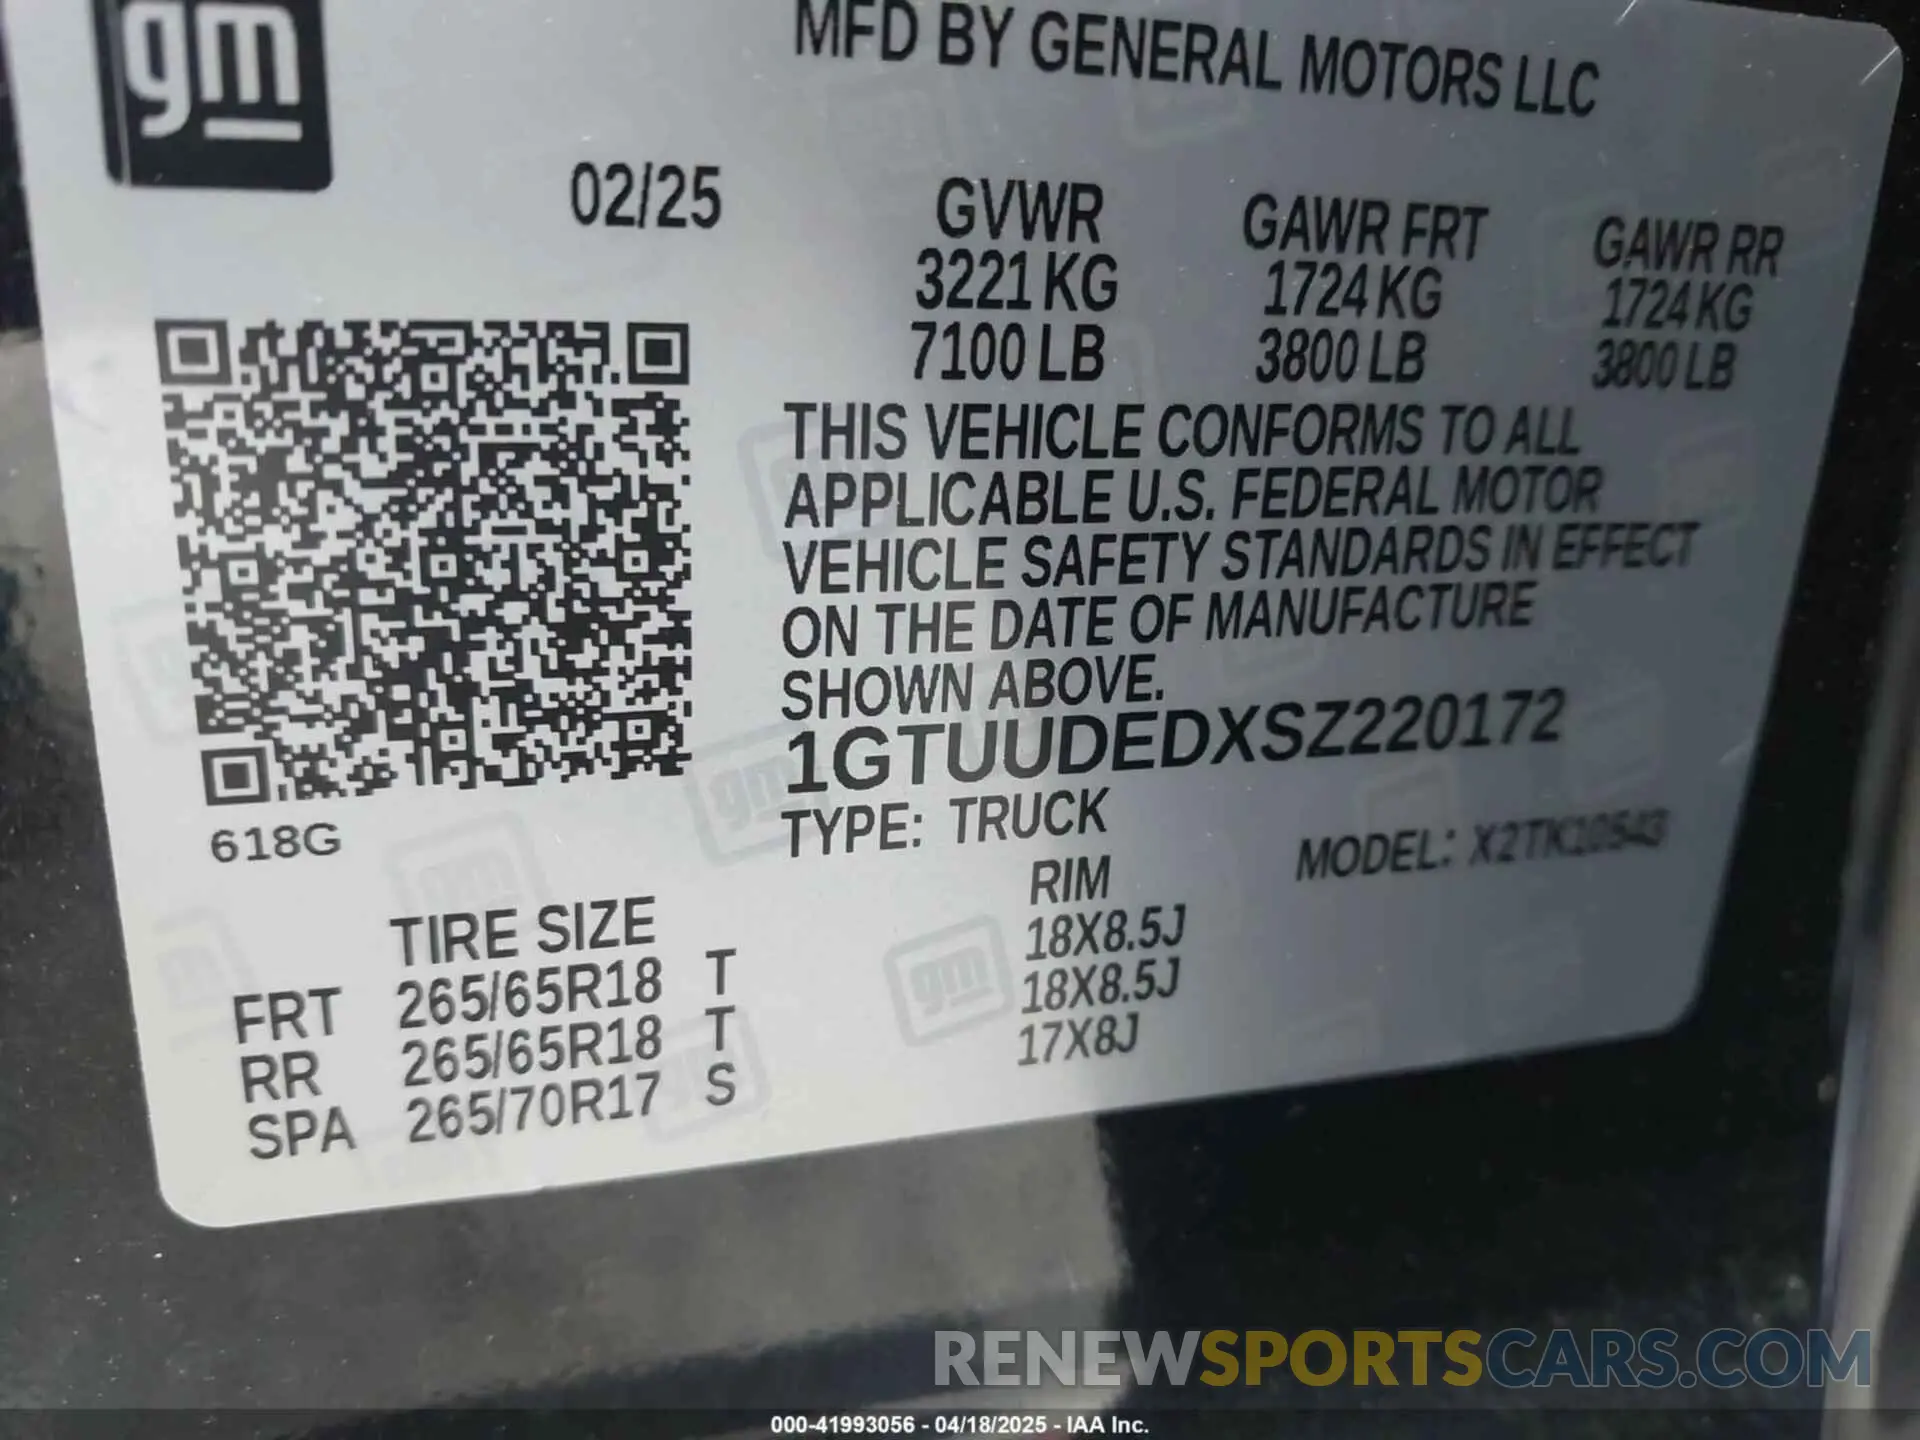 gm
MFD BY GENERAL MOTORS LLC
02/25
GVWR GAWR FRT GAWR RR
3221 KG 1724 KG 1724 KG
7100 LB 3800 LB 3800 LB
THIS VEHICLE CONFORMS TO ALL
APPLICABLE U.S. FEDERAL MOTOR
VEHICLE SAFETY STANDARDS IN EFFECT
ON THE DATE OF MANUFACTURE
SHOWN ABOVE.
1GTUUDEDXSZ220172
TYPE: TRUCK MODEL: X2TK10543
618G
TIRE SIZE RIM
FRT 265/65R18 T 18X8.5J
RR 265/65R18 T 18X8.5J
SPA 265/70R17 S 17X8J
RENEWSPORTSCARS.COM
000-41993056 - 04/18/2025 - IAA Inc.